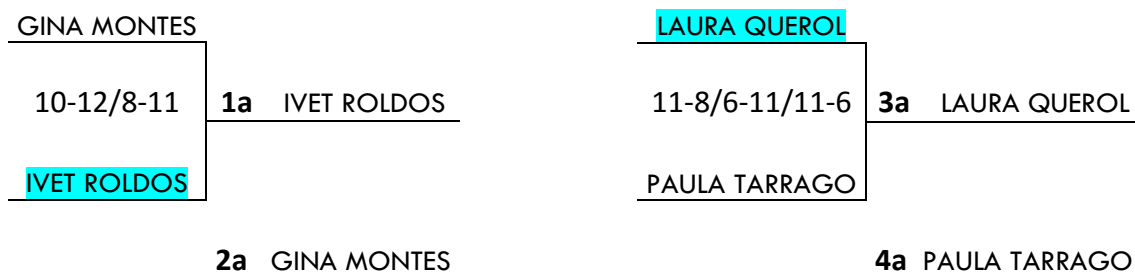 GINA MONTES
10-12/8-11
1a IVET ROLDOS
IVET ROLDOS
2a GINA MONTES
LAURA QUEROL
11-8/6-11/11-6
3a LAURA QUEROL
PAULA TARRAGO
4a PAULA TARRAGO